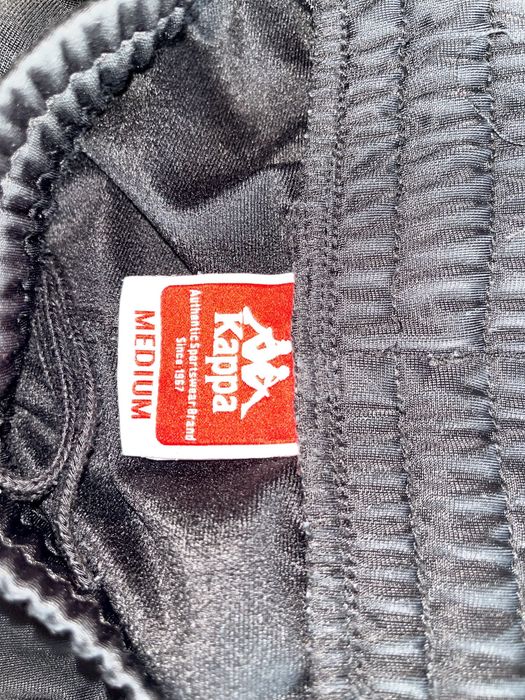 Kappa
Authentic Sportswear Brand
Since 1967
MEDIUM